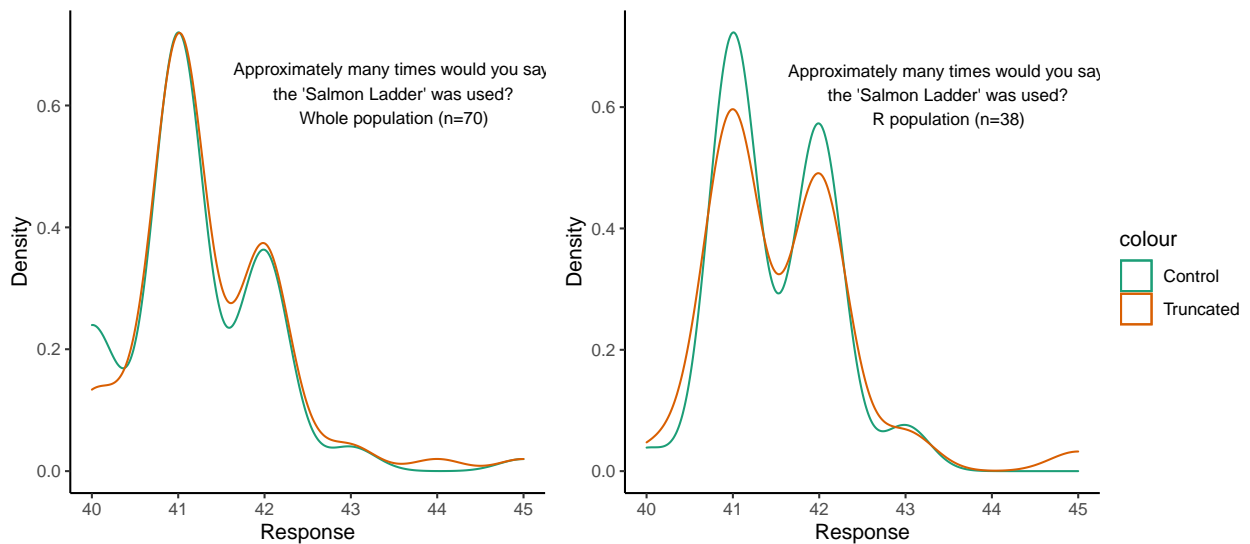 Approximately many times would you say
the 'Salmon Ladder' was used?
Whole population (n=70)
Density
0.6
0.4
0.2
0.0
40 41 42 43 44 45
Response
Approximately many times would you say
the 'Salmon Ladder' was used?
R population (n=38)
Density
0.6
0.4
0.2
0.0
40 41 42 43 44 45
Response
colour
Control
Truncated